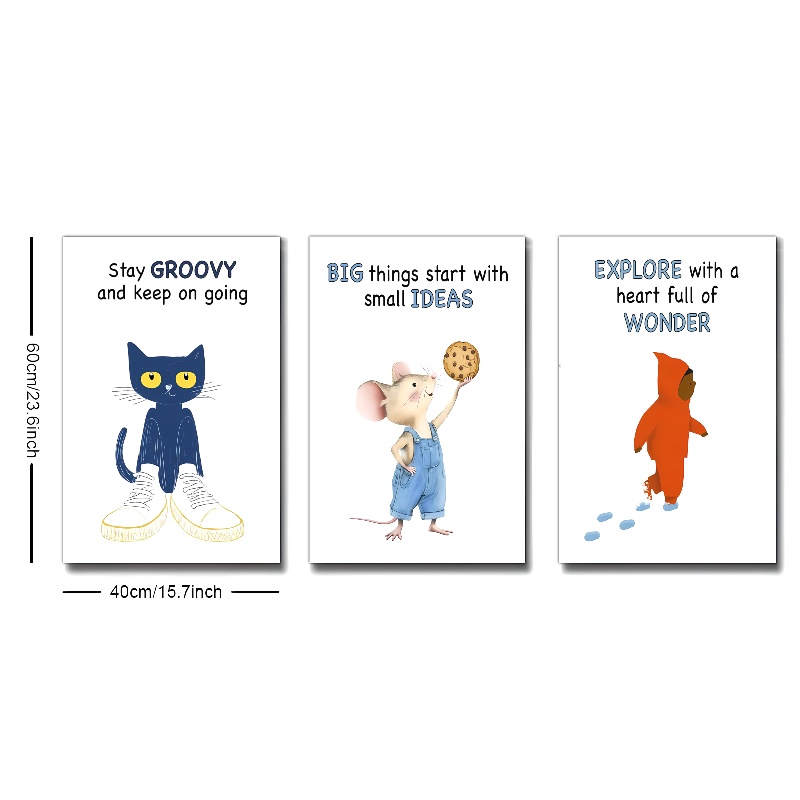 Stay GROOVY
and keep on going
BIG things start with
small IDEAS
EXPLORE with a
heart full of
WONDER
60cm/23.6inch
40cm/15.7inch